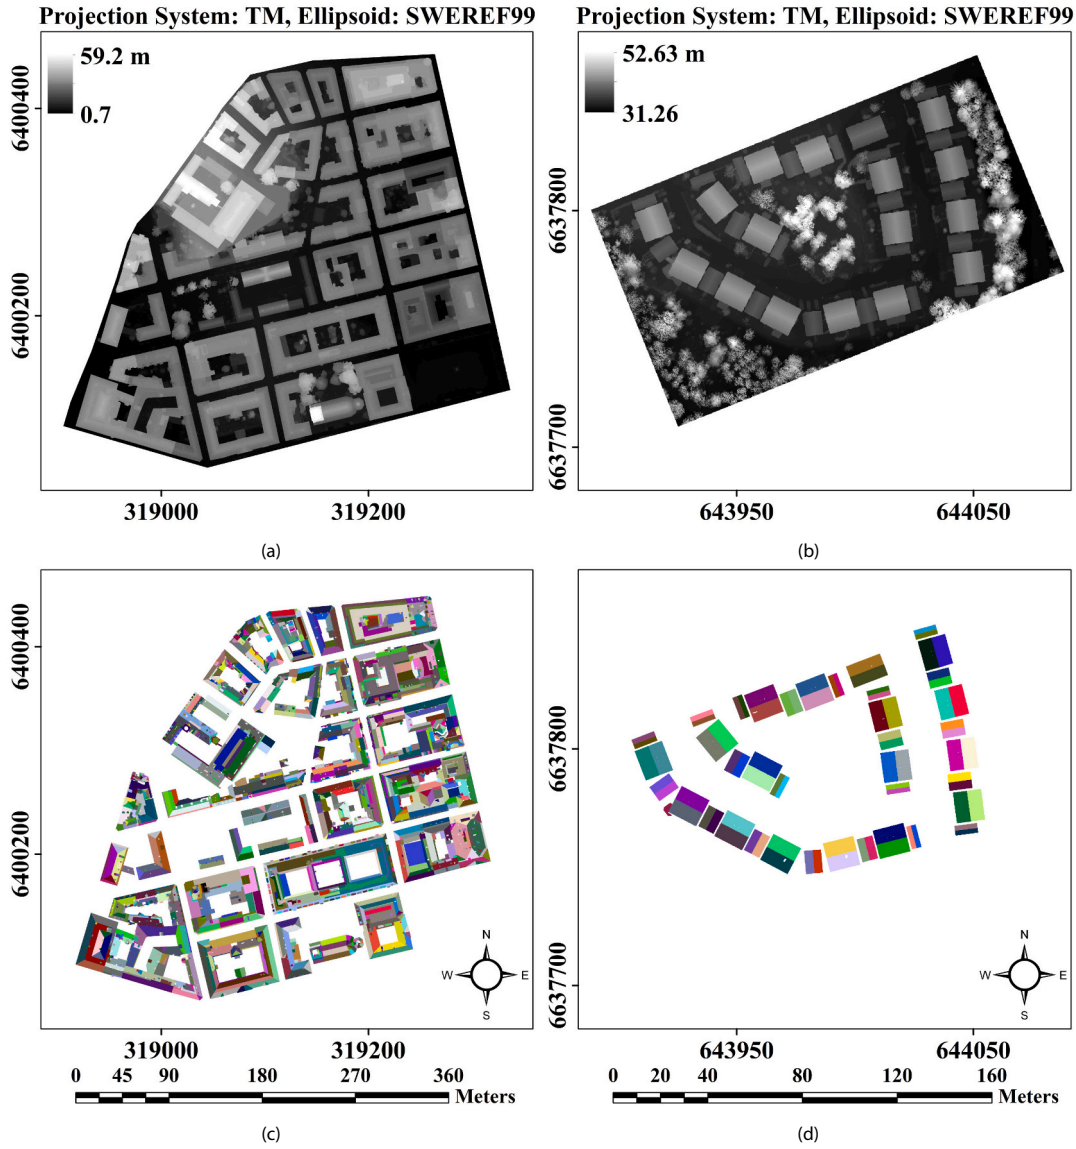 Projection System: TM, Ellipsoid: SWEREF99
59.2 m
0.7
6400400
6400200
319000 319200
(a)
Projection System: TM, Ellipsoid: SWEREF99
52.63 m
31.26
6637800
6637700
643950 644050
(b)
6400400
6400200
N
W E
S
319000 319200
0 45 90 180 270 360
Meters
(c)
6637800
6637700
N
W E
S
643950 644050
0 20 40 80 120 160
Meters
(d)